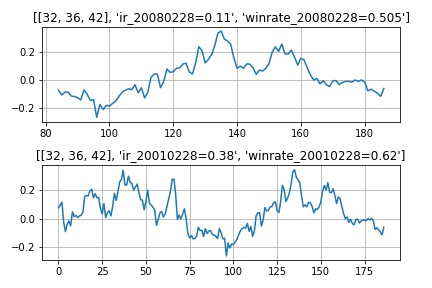 [[32, 36, 42], 'ir_20080228=0.11', 'winrate_20080228=0.505']
0.2
0.0
−0.2
80 100 120 140 160 180
[[32, 36, 42], 'ir_20010228=0.38', 'winrate_20010228=0.62']
0.2
0.0
−0.2
0 25 50 75 100 125 150 175